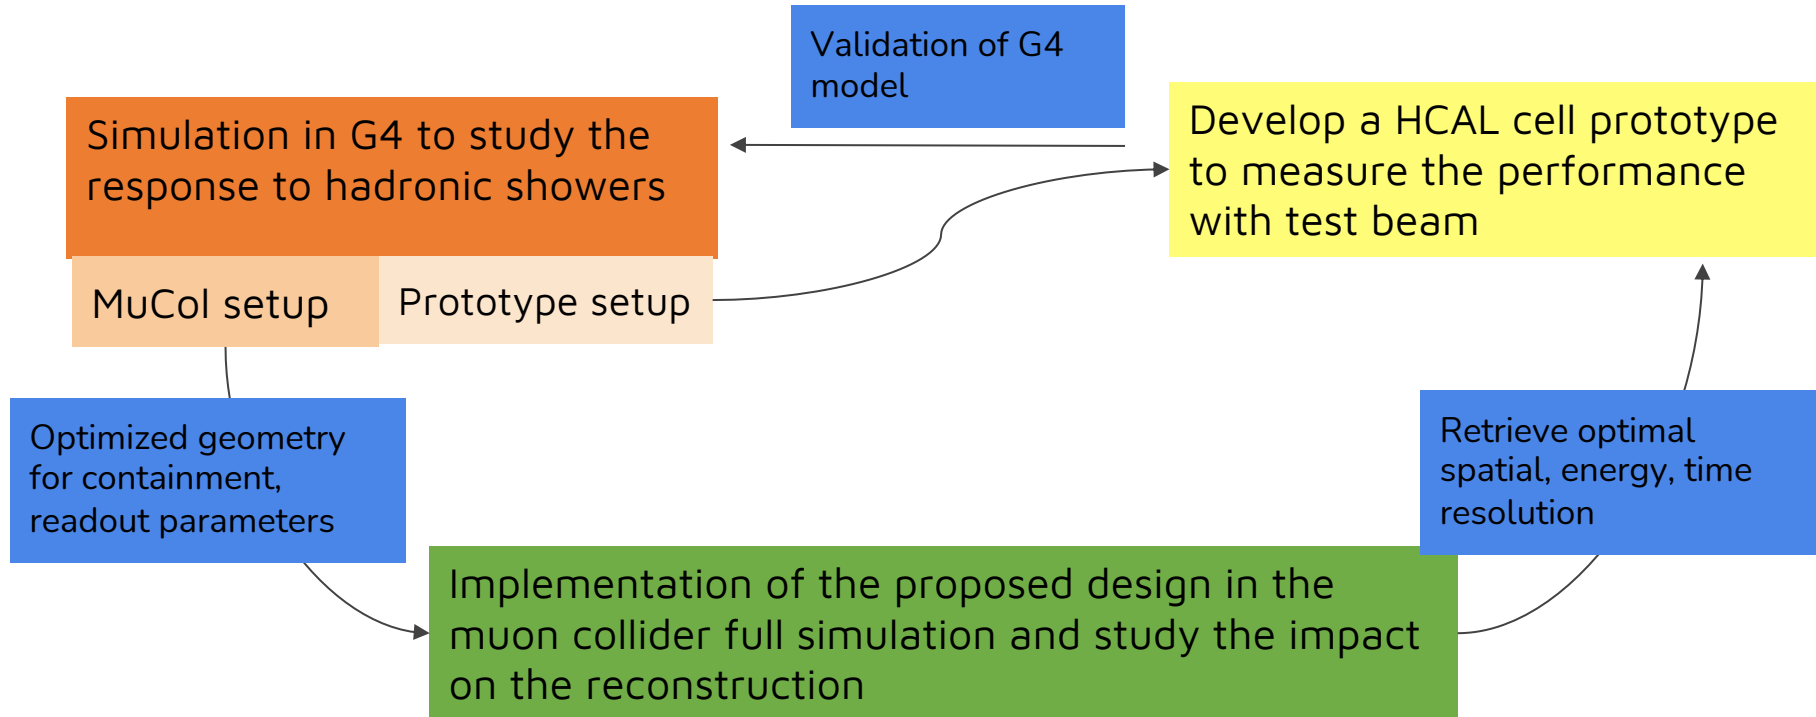 Validation of G4
model
Simulation in G4 to study the
response to hadronic showers
Develop a HCAL cell prototype
to measure the performance
with test beam
MuCol setup
Prototype setup
Optimized geometry
for containment,
readout parameters
Retrieve optimal
spatial, energy, time
resolution
Implementation of the proposed design in the
muon collider full simulation and study the impact
on the reconstruction